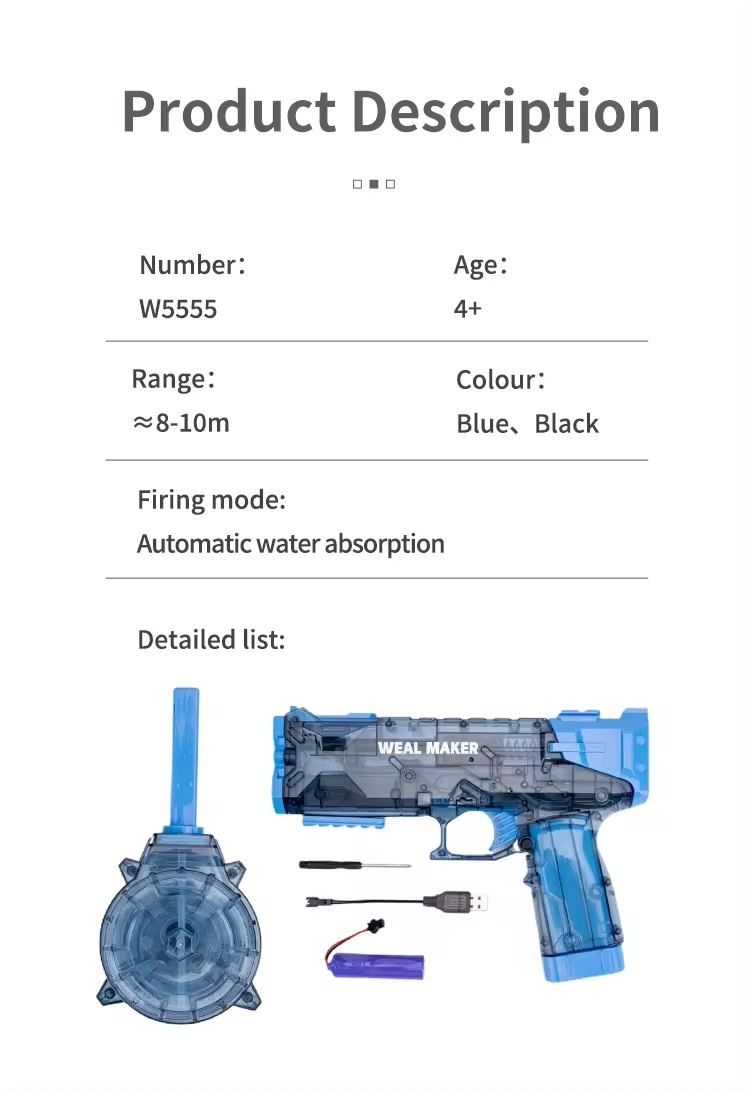 Product Description
Number：
Age：
W5555
4+
Range：
Colour：
≈8-10m
Blue、Black
Firing mode:
Automatic water absorption
Detailed list:
WEAL MAKER